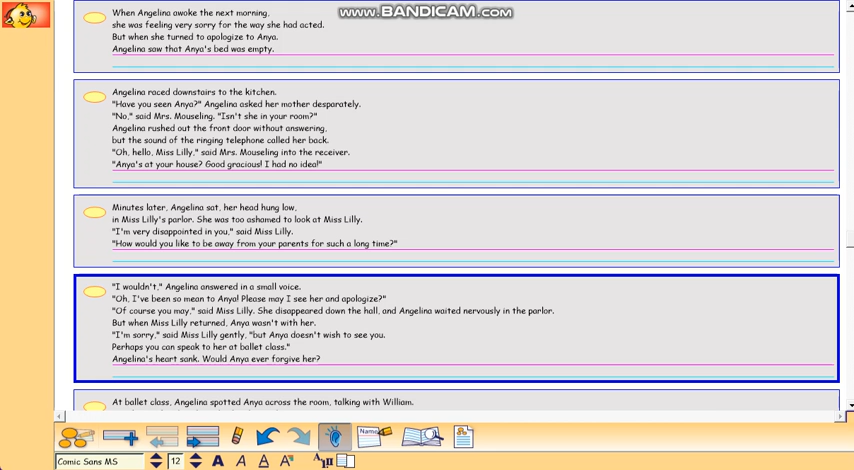 www.BANDICAM.com
When Angelina awoke the next morning,
she was feeling very sorry for the way she had acted.
But when she turned to apologize to Anya.
Angelina saw that Anya's bed was empty.
Angelina raced downstairs to the kitchen.
"Have you seen Anya?" Angelina asked her mother desparately.
"No," said Mrs. Mouseling. "Isn't she in your room?"
Angelina rushed out the front door without answering,
but the sound of the ringing telephone called her back.
"Oh, hello, Miss Lilly," said Mrs. Mouseling into the receiver.
"Anya's at your house? Good gracious! I had no idea!"
Minutes later, Angelina sat, her head hung low,
in Miss Lilly's parlor. She was too ashamed to look at Miss Lilly.
"I'm very disappointed in you," said Miss Lilly.
"How would you like to be away from your parents for such a long time?"
"I wouldn't," Angelina answered in a small voice.
"Oh, I've been so mean to Anya! Please may I see her and apologize?"
"Of course you may," said Miss Lilly. She disappeared down the hall, and Angelina waited nervously in the parlor.
But when Miss Lilly returned, Anya wasn't with her.
"I'm sorry," said Miss Lilly gently, "but Anya doesn't wish to see you.
Perhaps you can speak to her at ballet class."
Angelina's heart sank. Would Anya ever forgive her?
At ballet class, Angelina spotted Anya across the room, talking with William.
Name
Comic Sans MS
12
A
A
A
A